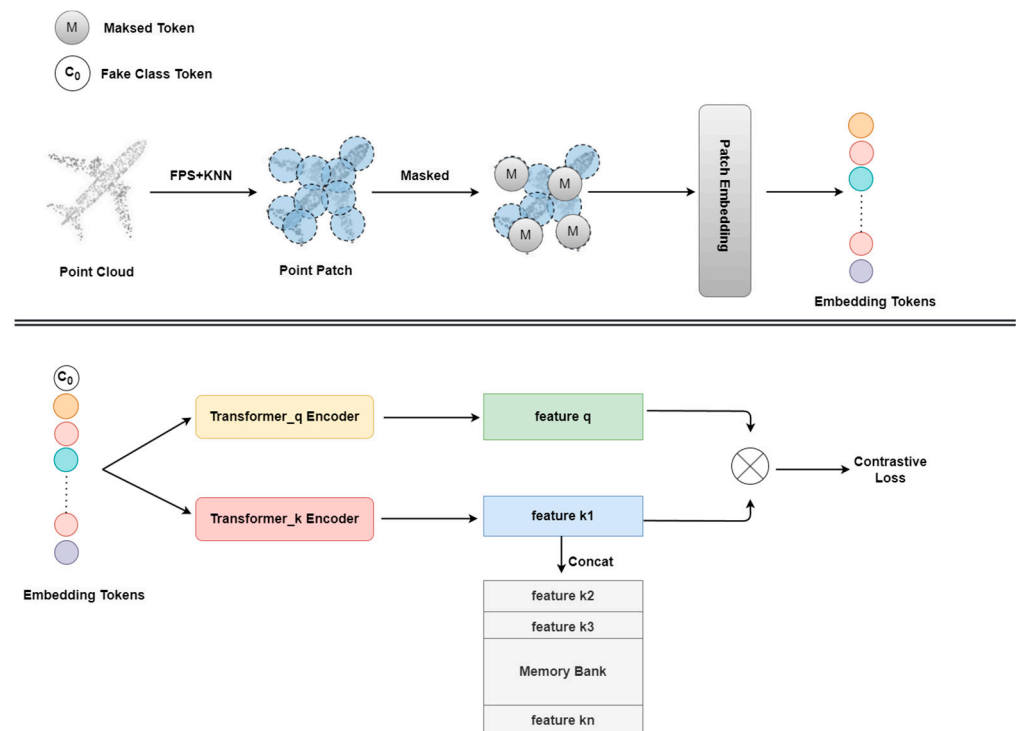 M Maksed Token
C0 Fake Class Token
FPS+KNN
Masked
M
M
M
M
Patch Embedding
Point Cloud
Point Patch
Embedding Tokens
C0
Transformer_q Encoder
feature q
Contrastive
Loss
Transformer_k Encoder
feature k1
Concat
Embedding Tokens
feature k2
feature k3
Memory Bank
feature kn